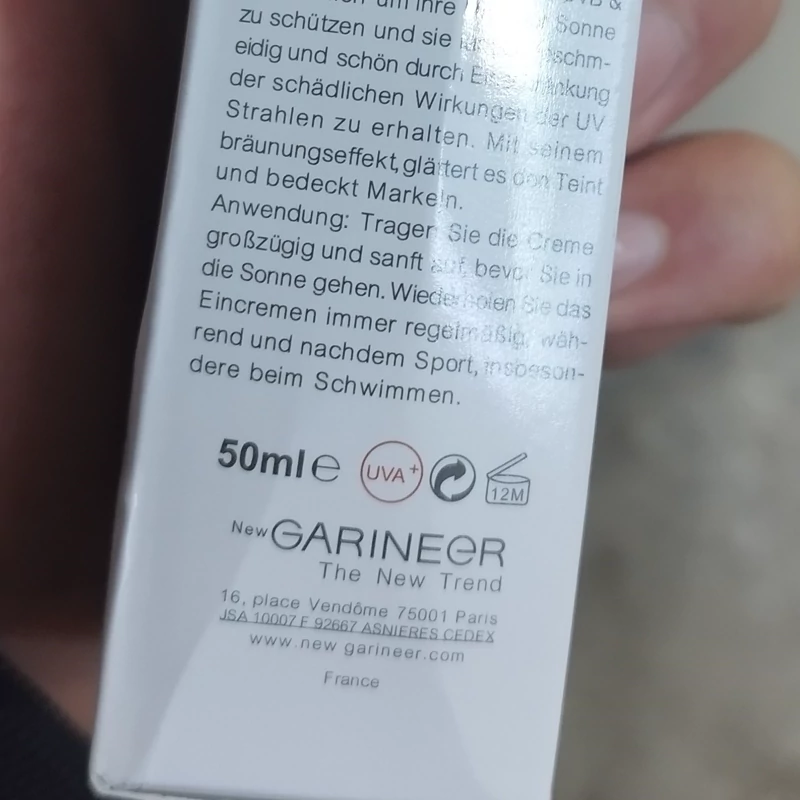 um ihre Sonne
zu schützen und sie
eidig und schön durch
der schädlichen Wirkungen der UV
Strahlen zu erhalten. Mit seinem
bräunungseffekt, glättert es den Teint
und bedeckt Markeln.
Anwendung: Tragen Sie die Creme
großzügig und sanft auf, bevor Sie in
die Sonne gehen. Wiederholen Sie das
Eincremen immer regelmäßig, wäh-
rend und nachdem Sport, insbeson-
dere beim Schwimmen.
50ml e UVA+ 12M
New GARINEER
The New Trend
16, place Vendôme 75001 Paris
JSA 10007 F 92667 ASNIERES CEDEX
www.new garineer.com
France